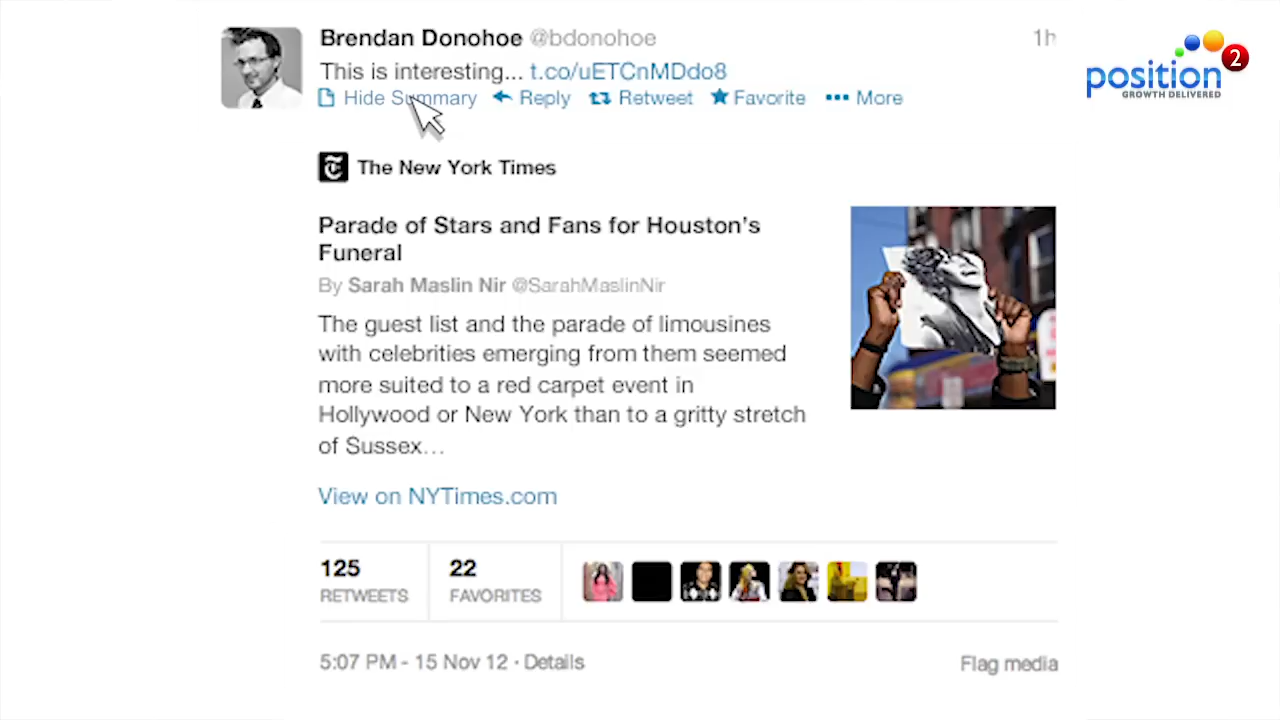 Brendan Donohoe @bdonohoe 1h
This is interesting... t.co/uETCnMDdo8
Hide Summary Reply Retweet Favorite More
position 2
GROWTH DELIVERED
The New York Times
Parade of Stars and Fans for Houston's
Funeral
By Sarah Maslin Nir @SarahMaslinNir
The guest list and the parade of limousines
with celebrities emerging from them seemed
more suited to a red carpet event in
Hollywood or New York than to a gritty stretch
of Sussex…
View on NYTimes.com
125 22
RETWEETS FAVORITES
5:07 PM - 15 Nov 12 · Details Flag media